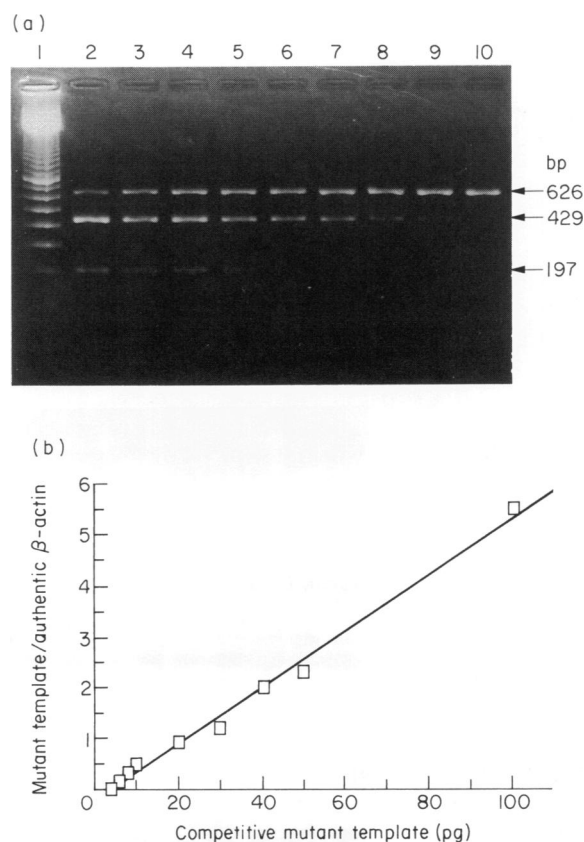 (a)
1 2 3 4 5 6 7 8 9 10
bp
626
429
197
(b)
Mutant template/authentic β-actin
6
5
4
3
2
1
0 20 40 60 80 100
Competitive mutant template (pg)